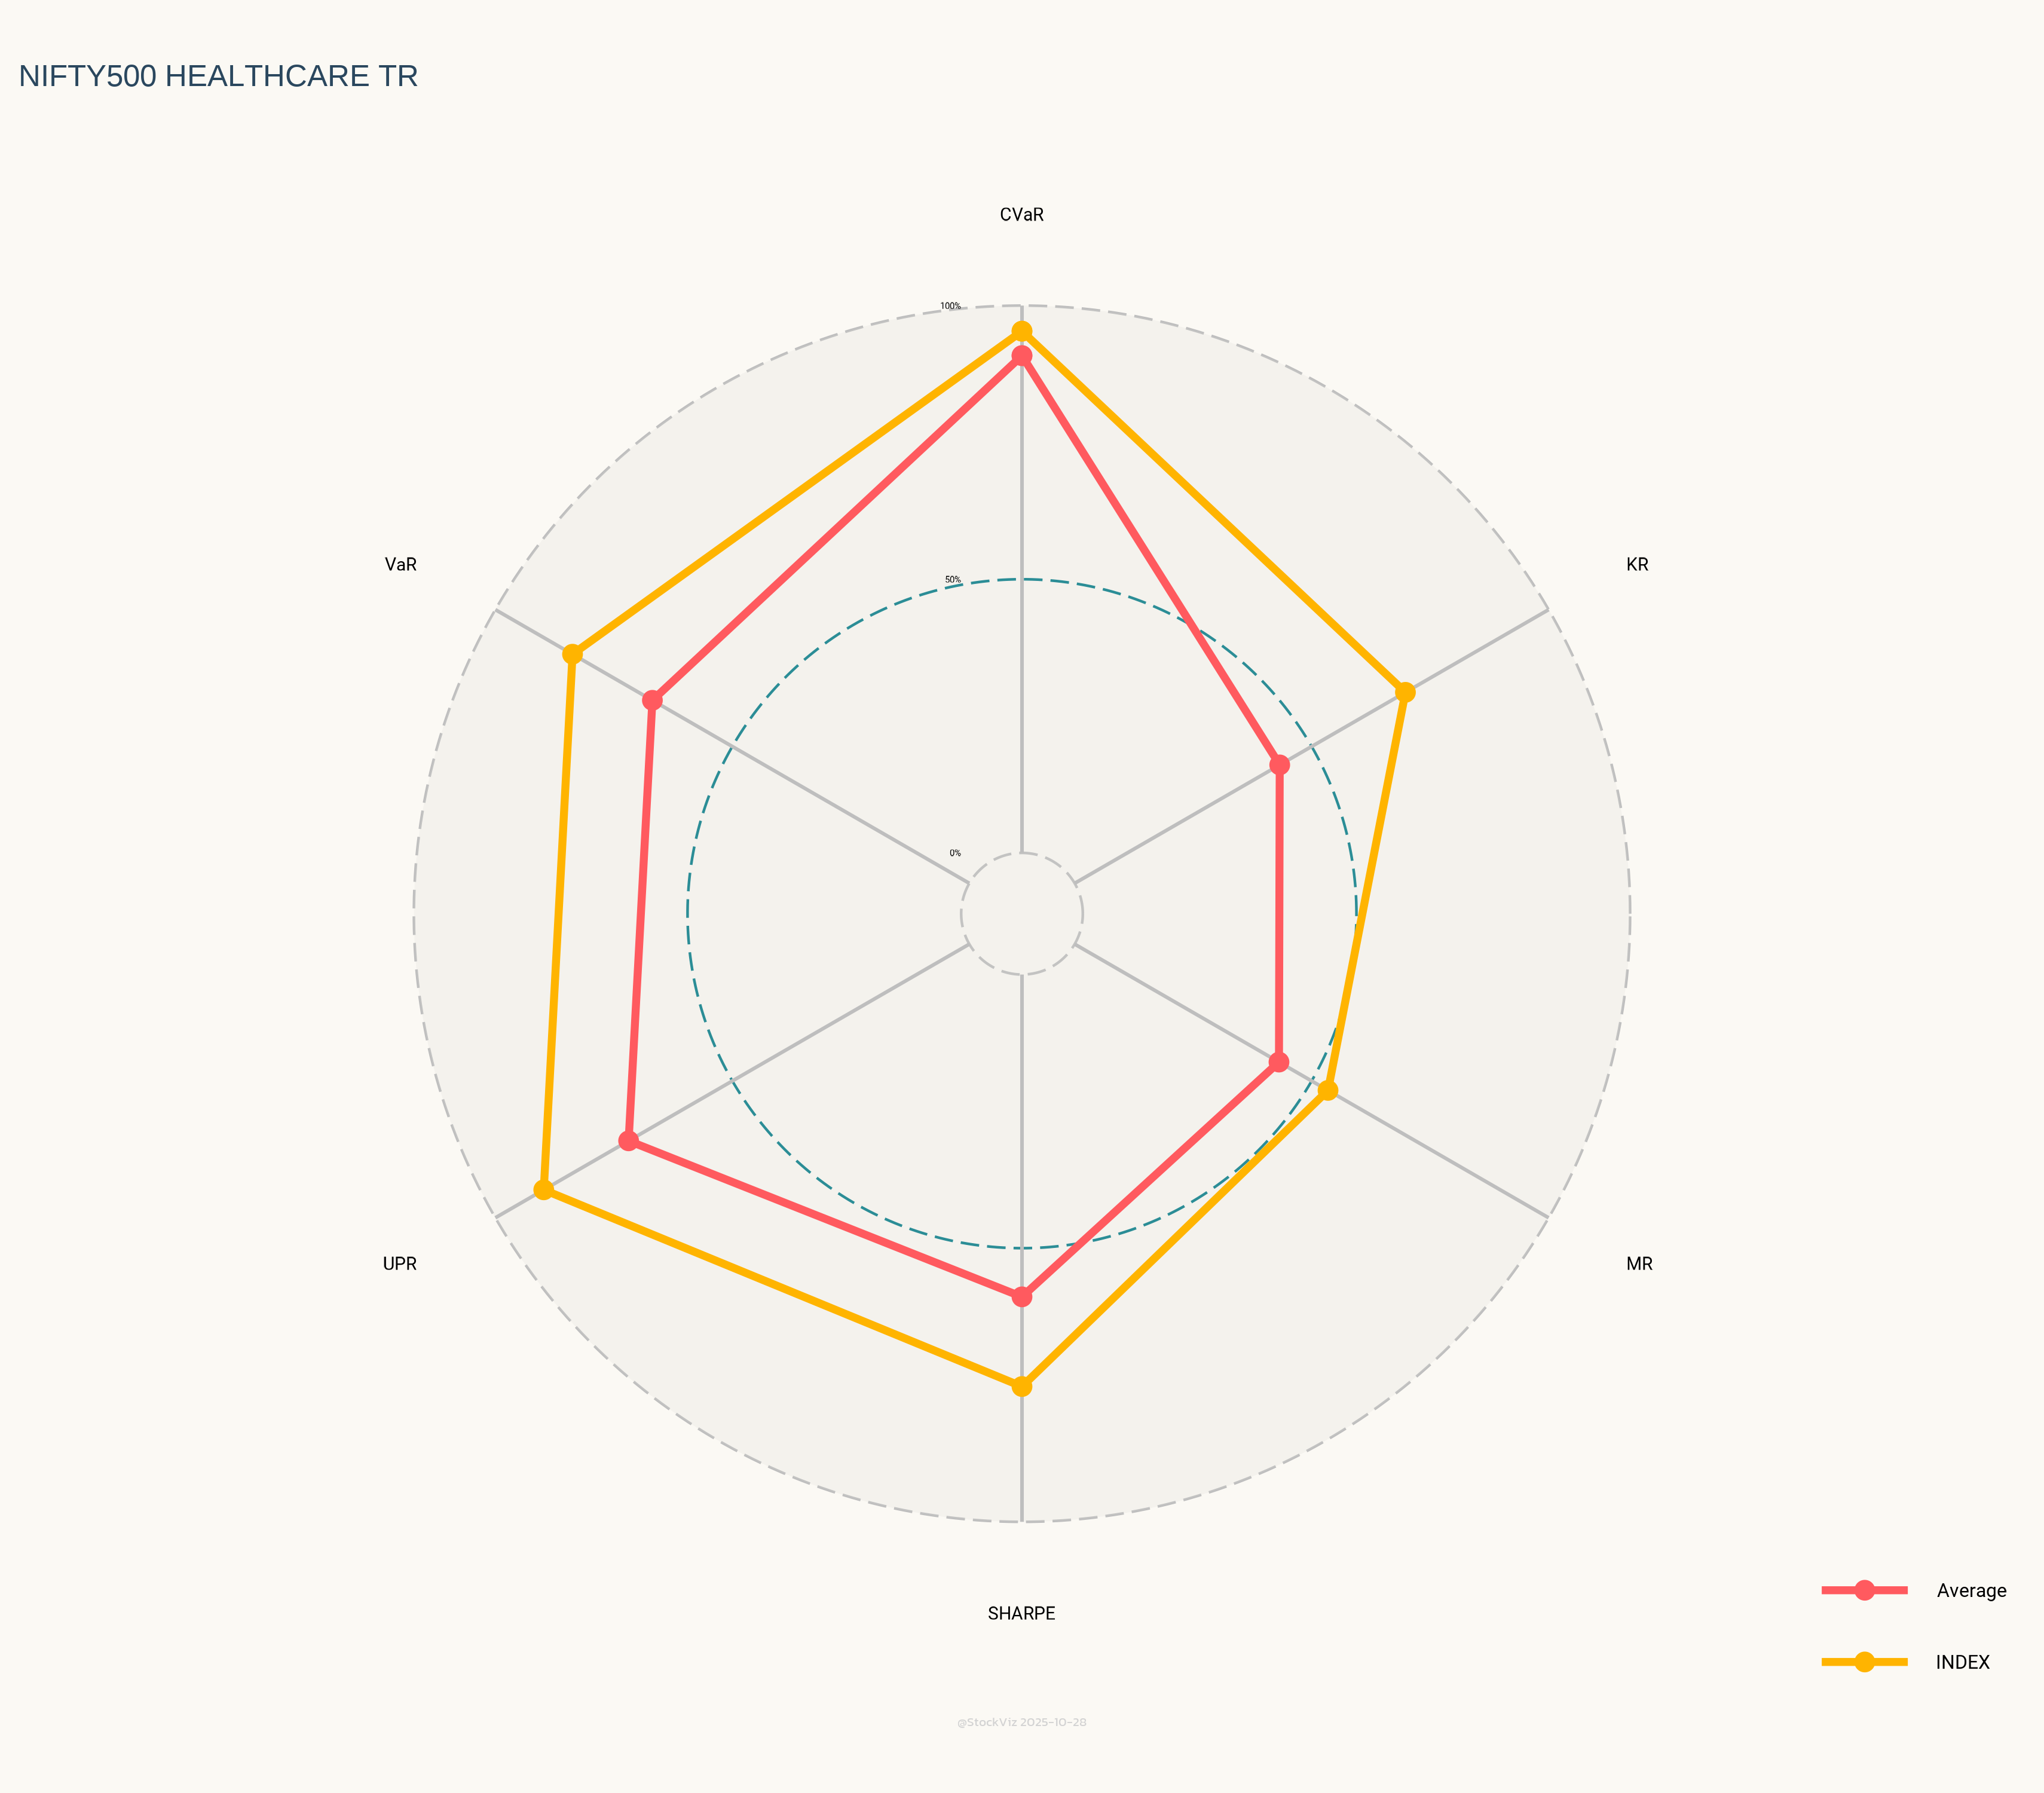 NIFTY500 HEALTHCARE TR
CVaR
100%
VaR
KR
50%
0%
UPR
MR
SHARPE
Average
INDEX
@StockViz 2025-10-28